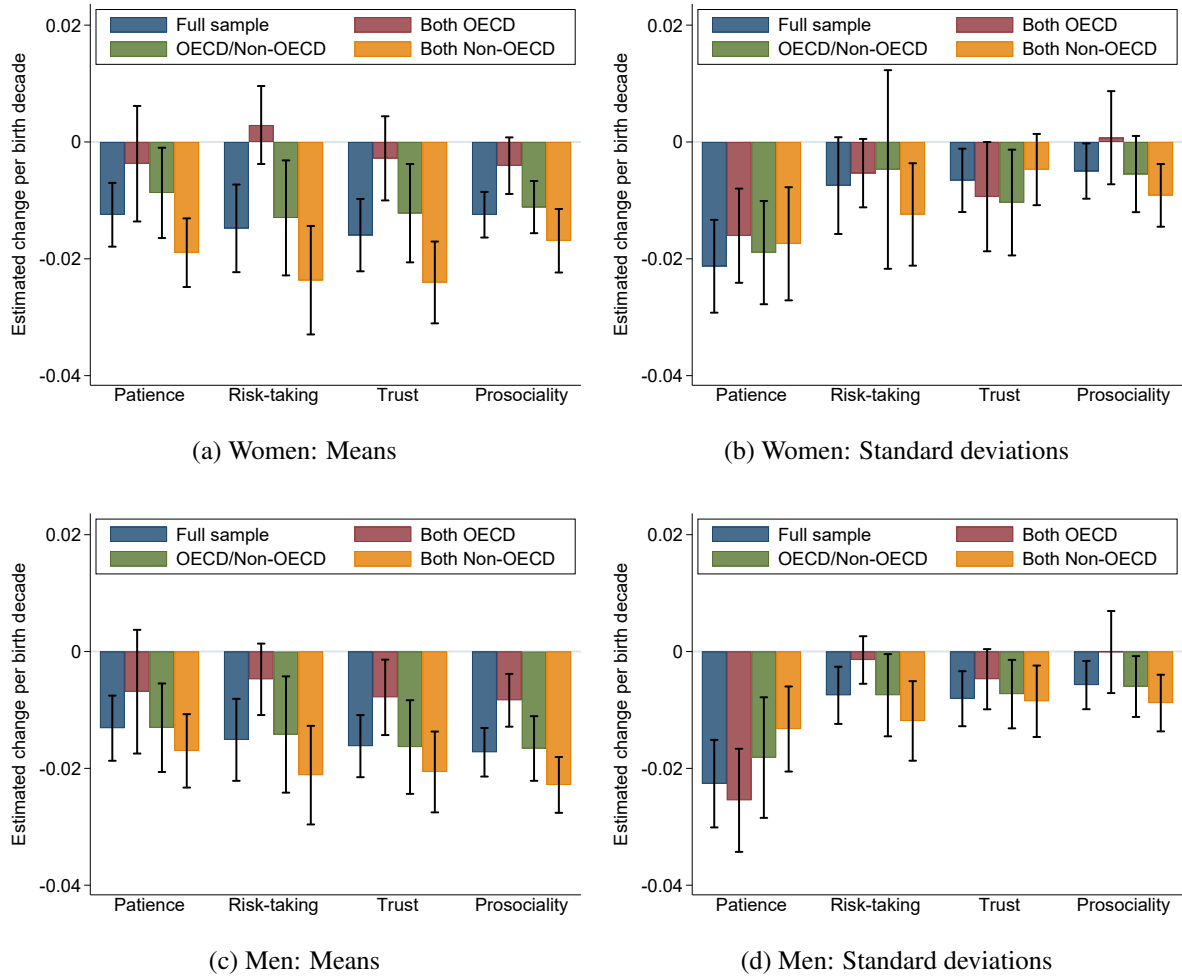 Full sample
Both OECD
OECD/Non-OECD
Both Non-OECD
Estimated change per birth decade
0.02
0
-0.02
-0.04
Patience
Risk-taking
Trust
Prosociality
(a) Women: Means
Full sample
Both OECD
OECD/Non-OECD
Both Non-OECD
Estimated change per birth decade
0.02
0
-0.02
-0.04
Patience
Risk-taking
Trust
Prosociality
(b) Women: Standard deviations
Full sample
Both OECD
OECD/Non-OECD
Both Non-OECD
Estimated change per birth decade
0.02
0
-0.02
-0.04
Patience
Risk-taking
Trust
Prosociality
(c) Men: Means
Full sample
Both OECD
OECD/Non-OECD
Both Non-OECD
Estimated change per birth decade
0.02
0
-0.02
-0.04
Patience
Risk-taking
Trust
Prosociality
(d) Men: Standard deviations